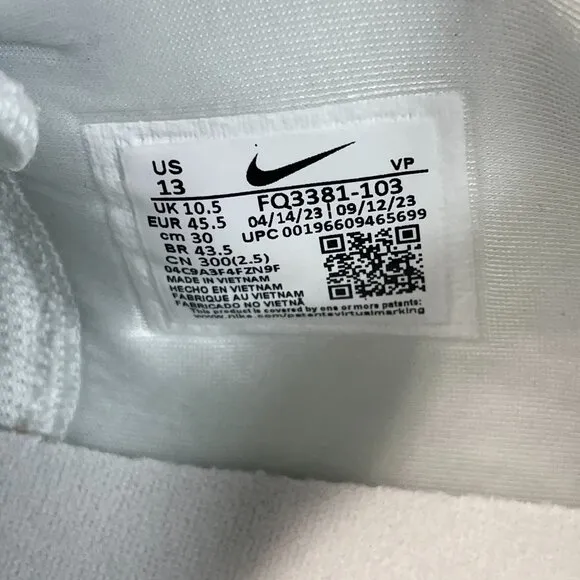 US
13
VP
FQ3381-103
UK 10.5
04/14/23 | 09/12/23
EUR 45.5
UPC 00196609465699
cm 30
BR 43.5
CN 300(2.5)
04C9A3F4FZN9F
MADE IN VIETNAM
HECHO EN VIETNAM
FABRIQUE AU VIETNAM
FABRICADO NO VIETNÃ
This product is covered by one or more patents:
www.nike.com/patentsvirtualmarking